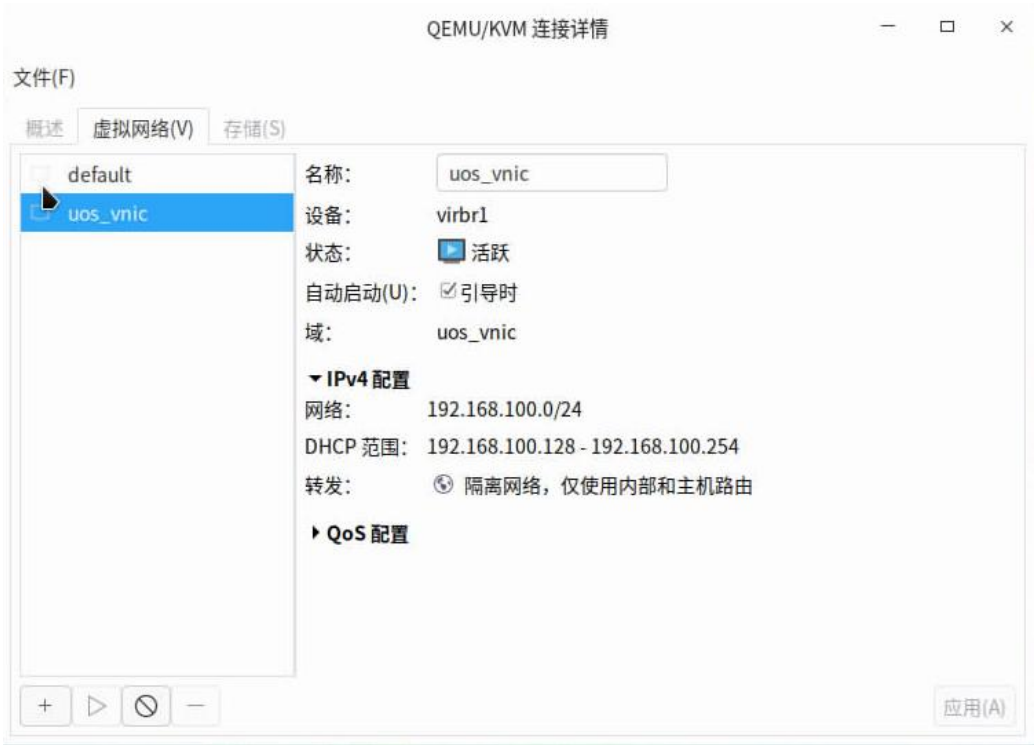 QEMU/KVM 连接详情
文件(F)
概述 虚拟网络(V) 存储(S)
default
uos_vnic
名称： uos_vnic
设备： virbr1
状态： 活跃
自动启动(U)： 引导时
域： uos_vnic
IPv4 配置
网络： 192.168.100.0/24
DHCP 范围： 192.168.100.128 - 192.168.100.254
转发： 隔离网络，仅使用内部和主机路由
QoS 配置
应用(A)